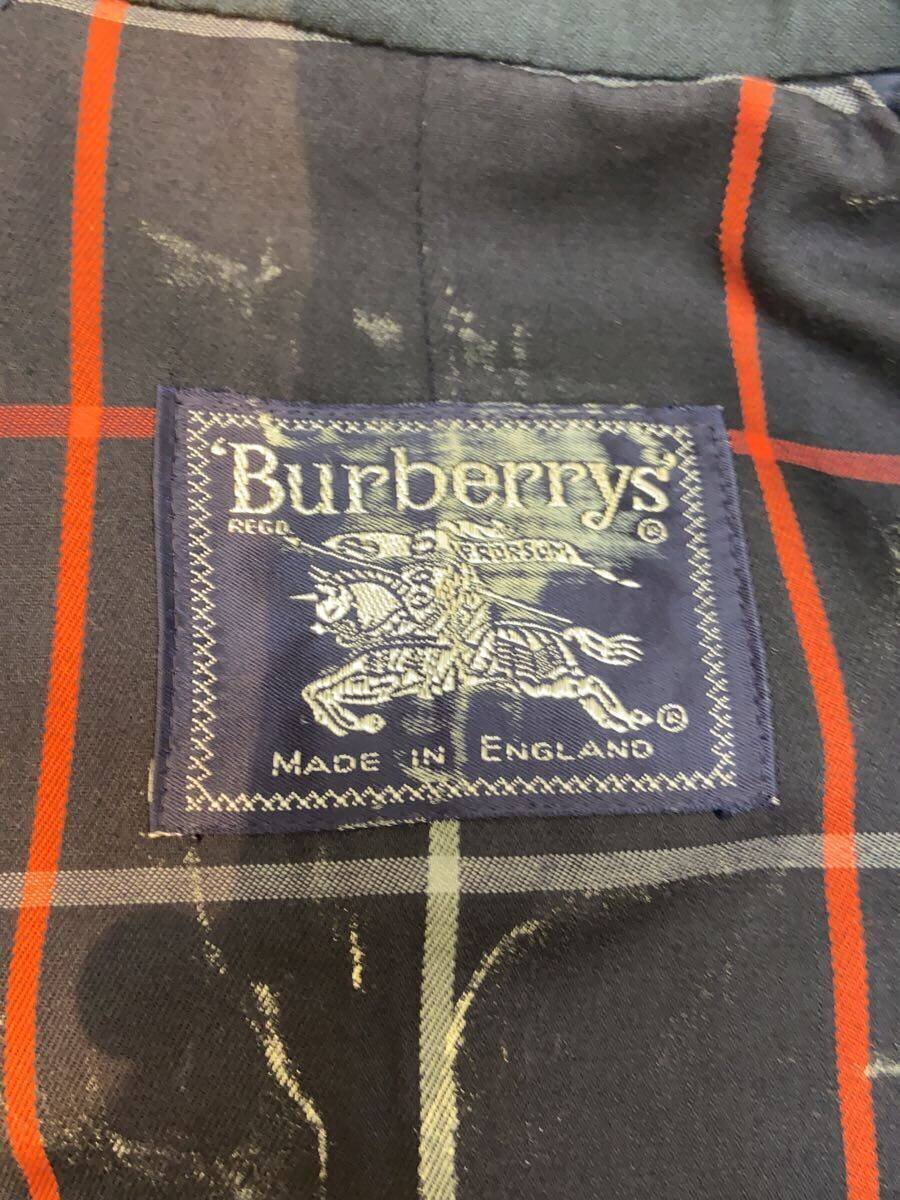 'Burberrys'
REGD. ®
PRORSUM
®
MADE IN ENGLAND